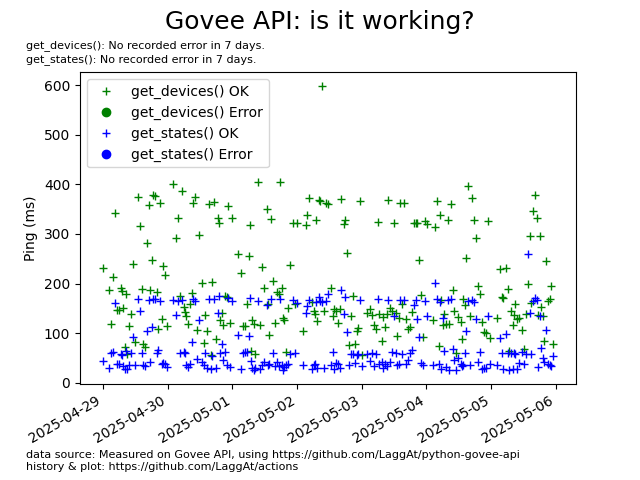 Govee API: is it working?
get_devices(): No recorded error in 7 days.
get_states(): No recorded error in 7 days.
get_devices() OK
get_devices() Error
get_states() OK
get_states() Error
Ping (ms)
600
500
400
300
200
100
0
2025-04-29
2025-04-30
2025-05-01
2025-05-02
2025-05-03
2025-05-04
2025-05-05
2025-05-06
data source: Measured on Govee API, using https://github.com/LaggAt/python-govee-api
history & plot: https://github.com/LaggAt/actions